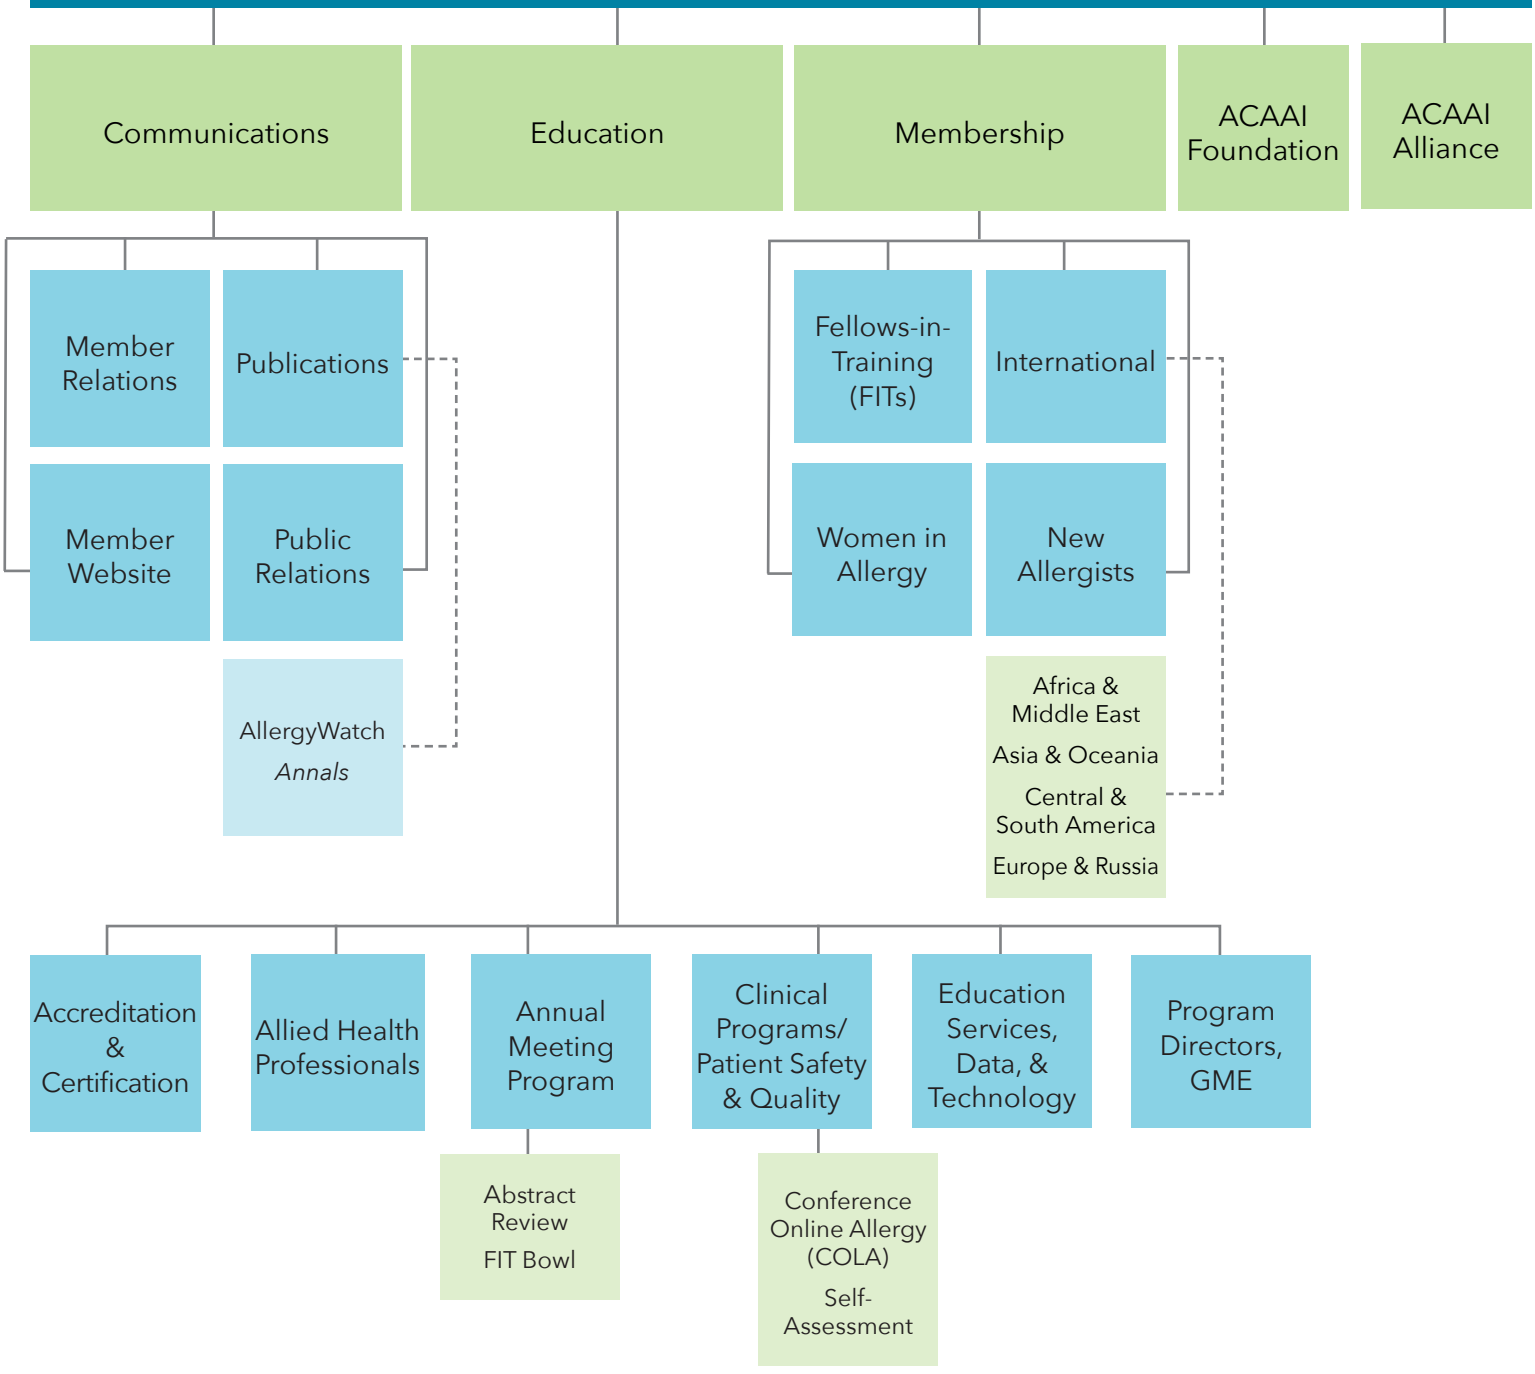 Communications
Education
Membership
ACAAI
Foundation
ACAAI
Alliance
Member
Relations
Publications
Member
Website
Public
Relations
AllergyWatch
Annals
Fellows-in-
Training
(FITs)
International
Women in
Allergy
New
Allergists
Africa &
Middle East
Asia & Oceania
Central &
South America
Europe & Russia
Accreditation
&
Certification
Allied Health
Professionals
Annual
Meeting
Program
Clinical
Programs/
Patient Safety
& Quality
Education
Services,
Data, &
Technology
Program
Directors,
GME
Abstract
Review
FIT Bowl
Conference
Online Allergy
(COLA)
Self-
Assessment